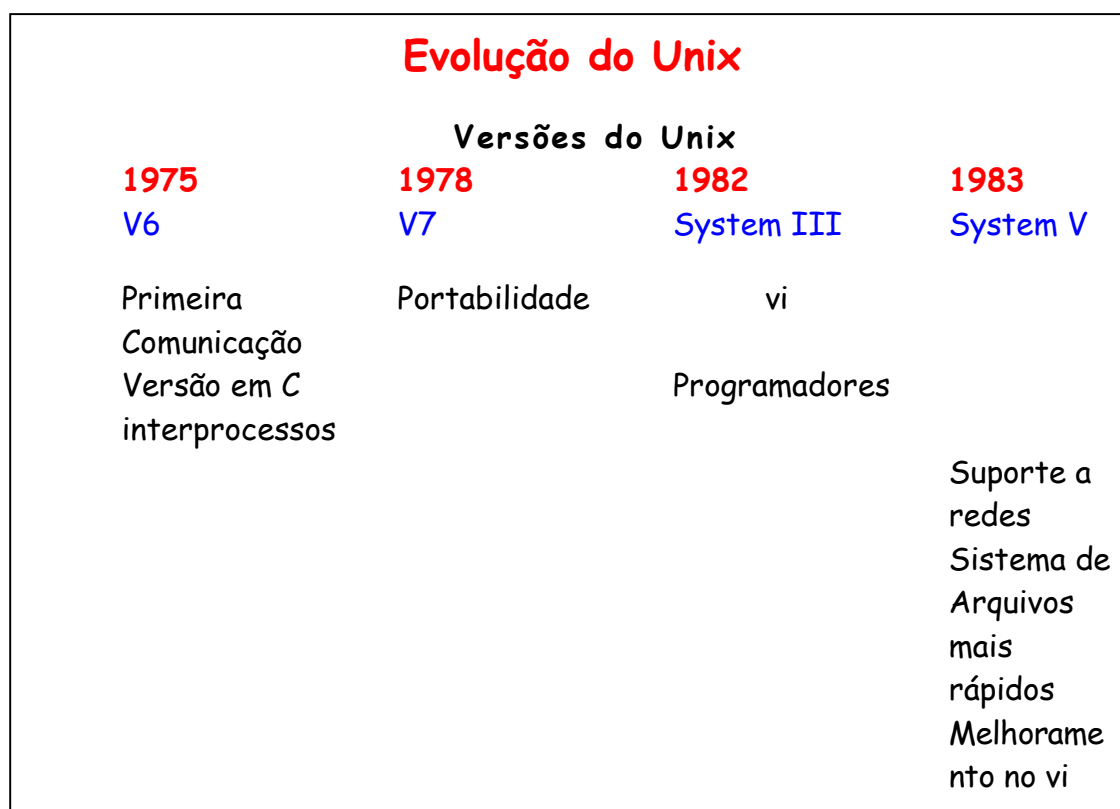 Evolução do Unix
Versões do Unix
1975 1978 1982 1983
V6 V7 System III System V
Primeira Portabilidade vi
Comunicação
Versão em C Programadores
interprocessos
Suporte a
redes
Sistema de
Arquivos
mais
rápidos
Melhorame
nto no vi